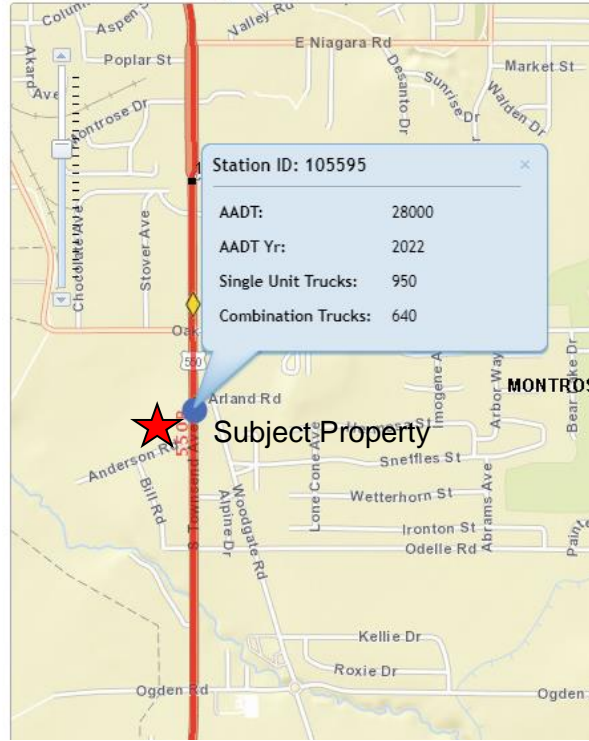 Colum
Aspen S
Valley Rd
E Niagara Rd
Akard Ave
Poplar St
Desanto Dr
Sunrise Dr
Market St
Walden Dr
Montrose Dr
Station ID: 105595
×
AADT: 28000
AADT Yr: 2022
Single Unit Trucks: 950
Combination Trucks: 640
Chocolate Ave
Stover Ave
Oak
550
Imogene A
Arbor Way
Bear Lake Dr
MONTROS
Arland Rd
Subject Property
Anderson Rd
550B
S Townsend Ave
Sneffles St
Bill Rd
Alpine Dr
Woodgate Rd
Lone Cone Ave
Wetterhorn St
Abrams Ave
Ironton St
Odelle Rd
Paint
Kellie Dr
Roxie Dr
Ogden Rd
Ogden